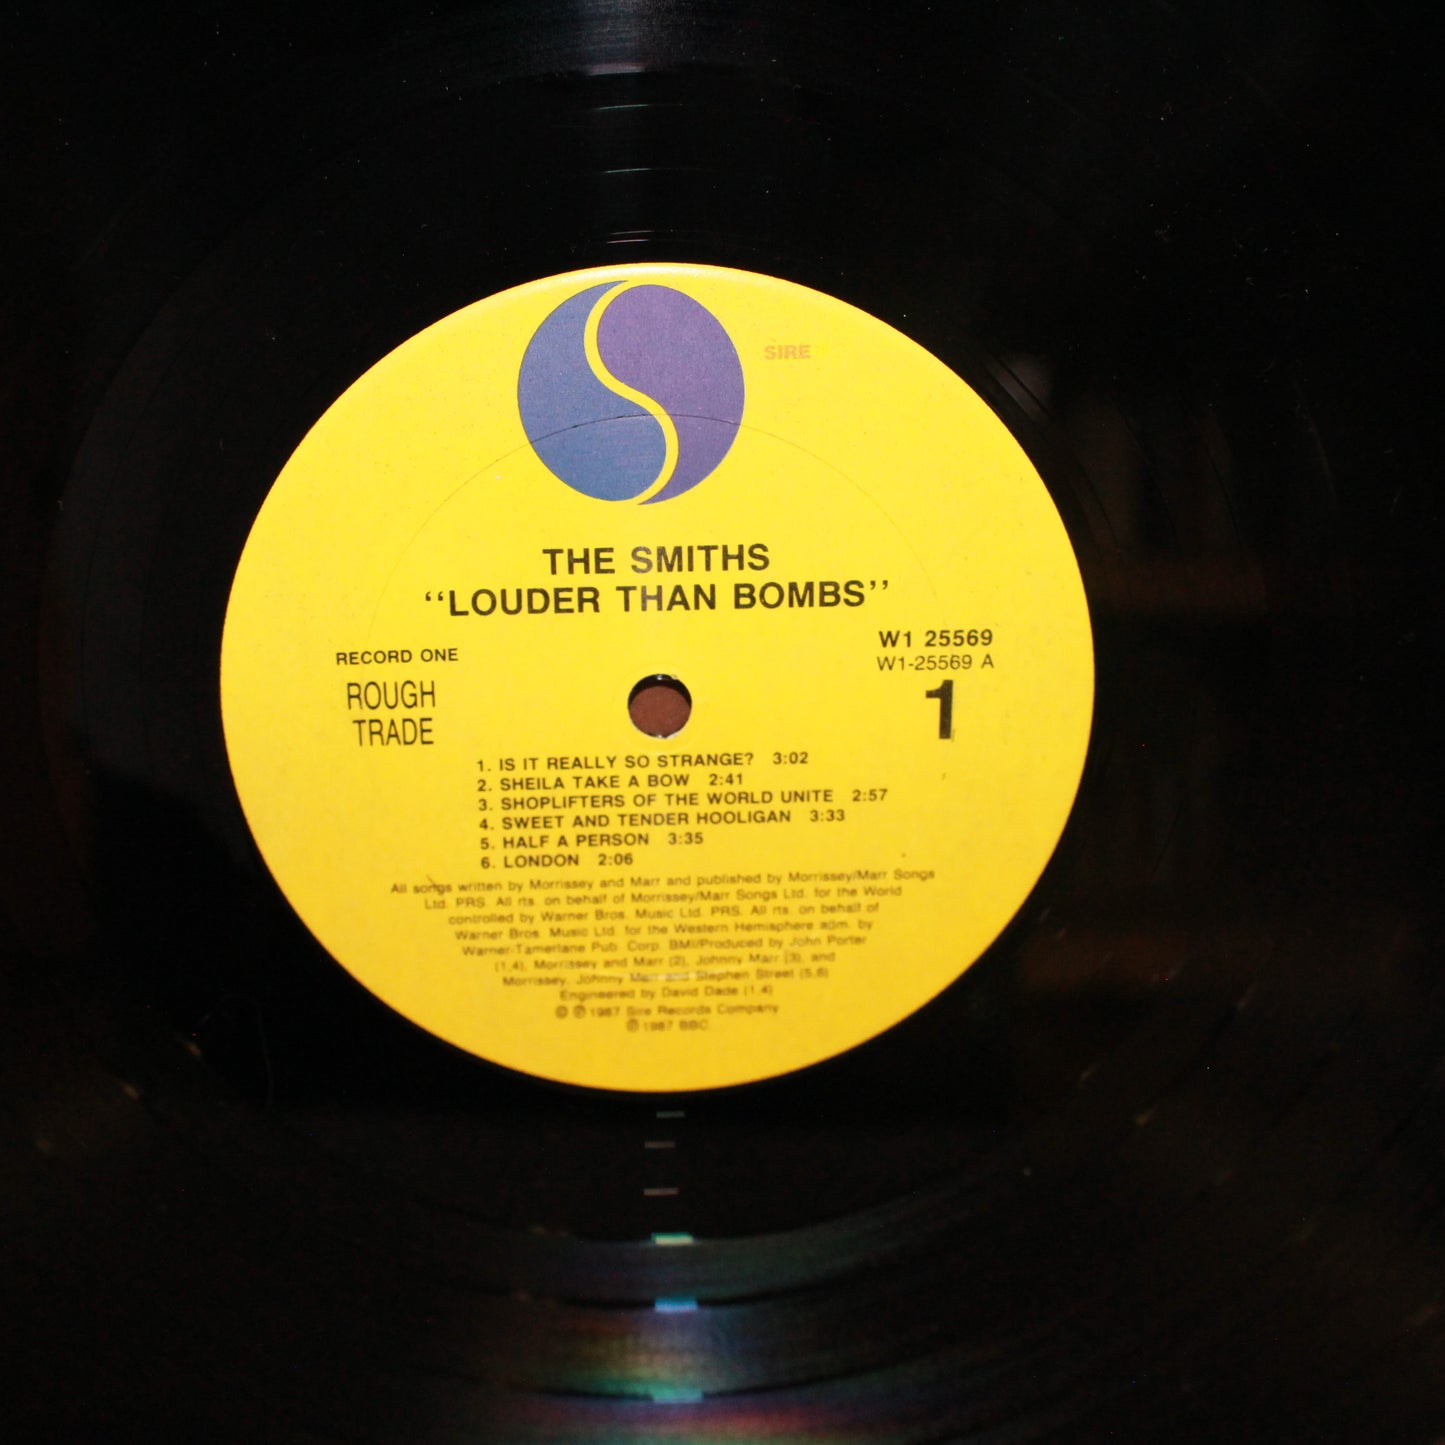 SIRE
THE SMITHS
“LOUDER THAN BOMBS”
RECORD ONE
ROUGH
TRADE
W1 25569
W1-25569 A
1
1. IS IT REALLY SO STRANGE? 3:02
2. SHEILA TAKE A BOW 2:41
3. SHOPLIFTERS OF THE WORLD UNITE 2:57
4. SWEET AND TENDER HOOLIGAN 3:33
5. HALF A PERSON 3:35
6. LONDON 2:06
All songs written by Morrissey and Marr and published by Morrissey/Marr Songs
Ltd. PRS. All rts. on behalf of Morrissey/Marr Songs Ltd. for the World
controlled by Warner Bros. Music Ltd. PRS. All rts. on behalf of
Warner Bros. Music Ltd. for the Western Hemisphere adm. by
Warner-Tamerlane Pub. Corp. BMI/Produced by John Porter
(1,4), Morrissey and Marr (2), Johnny Marr (3), and
Morrissey, Johnny Marr and Stephen Street (5,6)
Engineered by David Dade (1,4)
© ℗ 1987 Sire Records Company
℗ 1987 BBC